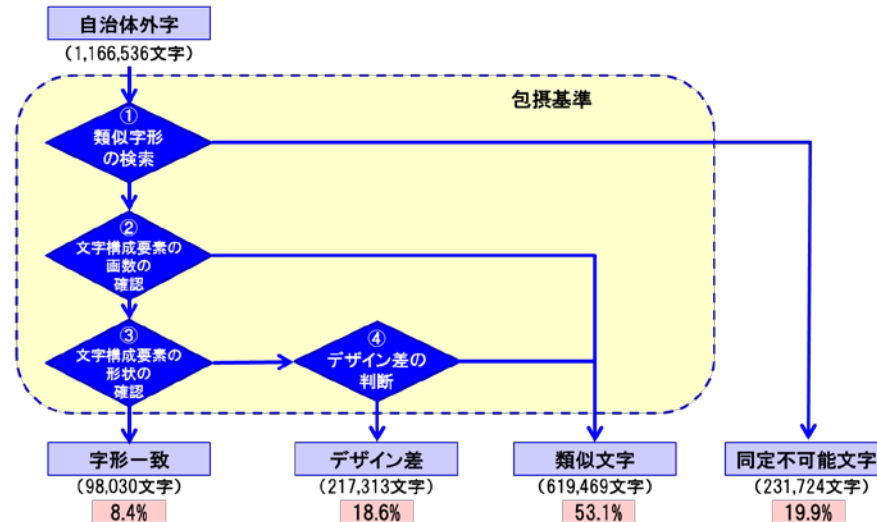 自治体外字
(1,166,536文字)
包摂基準
①
類似字形
の検索
②
文字構成要素の
画数の
確認
③
文字構成要素の
形状の
確認
④
デザイン差の
判断
字形一致
(98,030文字)
8.4%
デザイン差
(217,313文字)
18.6%
類似文字
(619,469文字)
53.1%
同定不可能文字
(231,724文字)
19.9%